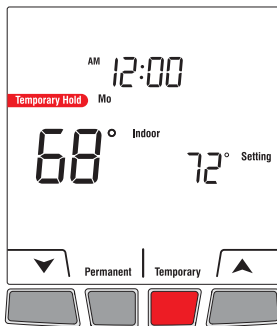 AM 12:00
Temporary Hold Mo
68° Indoor
72° Setting
Permanent Temporary